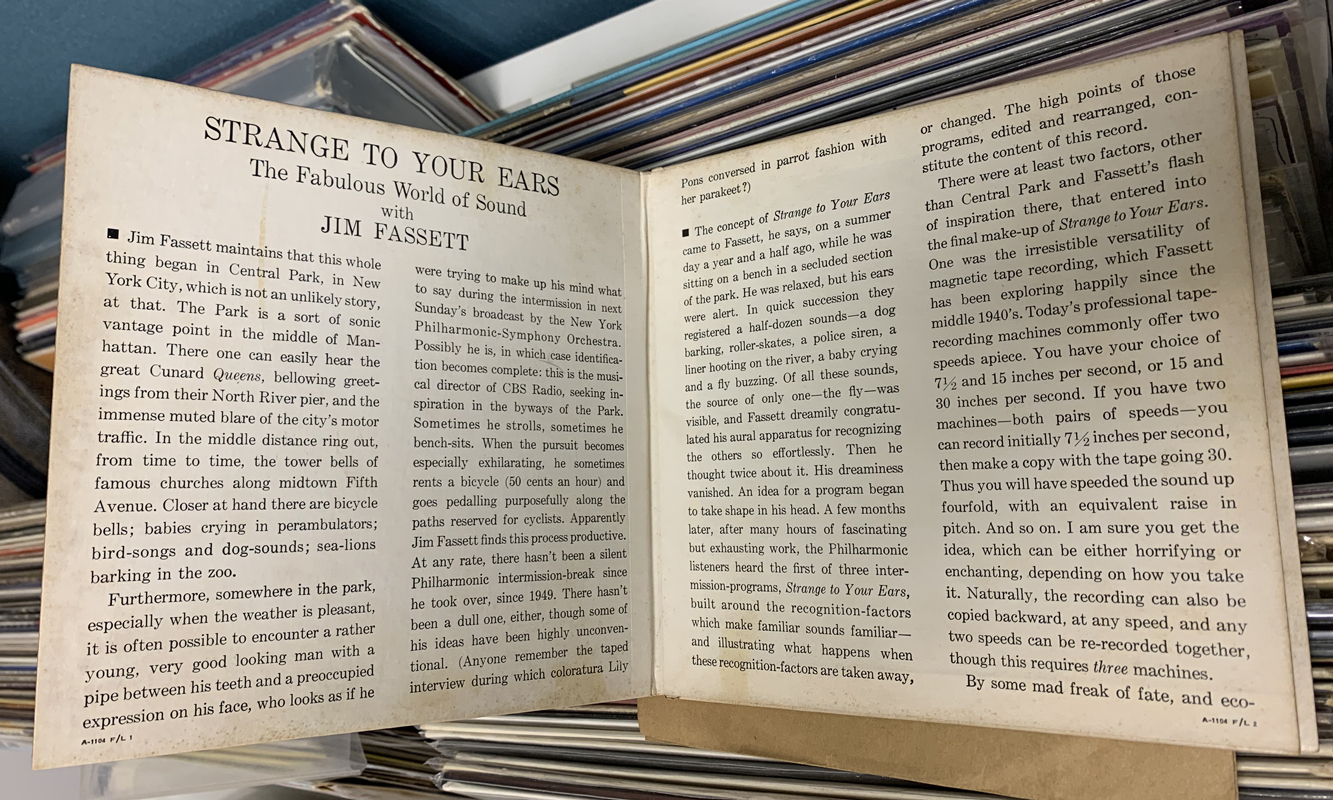 STRANGE TO YOUR EARS
The Fabulous World of Sound
with
JIM FASSETT
■ Jim Fassett maintains that this whole
thing began in Central Park, in New
York City, which is not an unlikely story,
at that. The Park is a sort of sonic
vantage point in the middle of Man-
hattan. There one can easily hear the
great Cunard Queens, bellowing greet-
ings from their North River pier, and the
immense muted blare of the city's motor
traffic. In the middle distance ring out,
from time to time, the tower bells of
famous churches along midtown Fifth
Avenue. Closer at hand there are bicycle
bells; babies crying in perambulators;
bird-songs and dog-sounds; sea-lions
barking in the zoo.
Furthermore, somewhere in the park,
especially when the weather is pleasant,
it is often possible to encounter a rather
young, very good looking man with a
pipe between his teeth and a preoccupied
expression on his face, who looks as if he
A-1104 F/L 1
were trying to make up his mind what
to say during the intermission in next
Sunday's broadcast by the New York
Philharmonic-Symphony Orchestra.
Possibly he is, in which case identifica-
tion becomes complete: this is the musi-
cal director of CBS Radio, seeking in-
spiration in the byways of the Park.
Sometimes he strolls, sometimes he
bench-sits. When the pursuit becomes
especially exhilarating, he sometimes
rents a bicycle (50 cents an hour) and
goes pedalling purposefully along the
paths reserved for cyclists. Apparently
Jim Fassett finds this process productive.
At any rate, there hasn't been a silent
Philharmonic intermission-break since
he took over, since 1949. There hasn't
been a dull one, either, though some of
his ideas have been highly unconven-
tional. (Anyone remember the taped
interview during which coloratura Lily
Pons conversed in parrot fashion with
her parakeet?)
■ The concept of Strange to Your Ears
came to Fassett, he says, on a summer
day a year and a half ago, while he was
sitting on a bench in a secluded section
of the park. He was relaxed, but his ears
were alert. In quick succession they
registered a half-dozen sounds—a dog
barking, roller-skates, a police siren, a
liner hooting on the river, a baby crying
and a fly buzzing. Of all these sounds,
the source of only one—the fly—was
visible, and Fassett dreamily congratu-
lated his aural apparatus for recognizing
the others so effortlessly. Then he
thought twice about it. His dreaminess
vanished. An idea for a program began
to take shape in his head. A few months
later, after many hours of fascinating
but exhausting work, the Philharmonic
listeners heard the first of three inter-
mission-programs, Strange to Your Ears,
built around the recognition-factors
which make familiar sounds familiar—
and illustrating what happens when
these recognition-factors are taken away,
or changed. The high points of those
programs, edited and rearranged, con-
stitute the content of this record.
There were at least two factors, other
than Central Park and Fassett's flash
of inspiration there, that entered into
the final make-up of Strange to Your Ears.
One was the irresistible versatility of
magnetic tape recording, which Fassett
has been exploring happily since the
middle 1940's. Today's professional tape-
recording machines commonly offer two
speeds apiece. You have your choice of
7½ and 15 inches per second, or 15 and
30 inches per second. If you have two
machines—both pairs of speeds—you
can record initially 7½ inches per second,
then make a copy with the tape going 30.
Thus you will have speeded the sound up
fourfold, with an equivalent raise in
pitch. And so on. I am sure you get the
idea, which can be either horrifying or
enchanting, depending on how you take
it. Naturally, the recording can also be
copied backward, at any speed, and any
two speeds can be re-recorded together,
though this requires three machines.
By some mad freak of fate, and eco-
A-1104 F/L 2